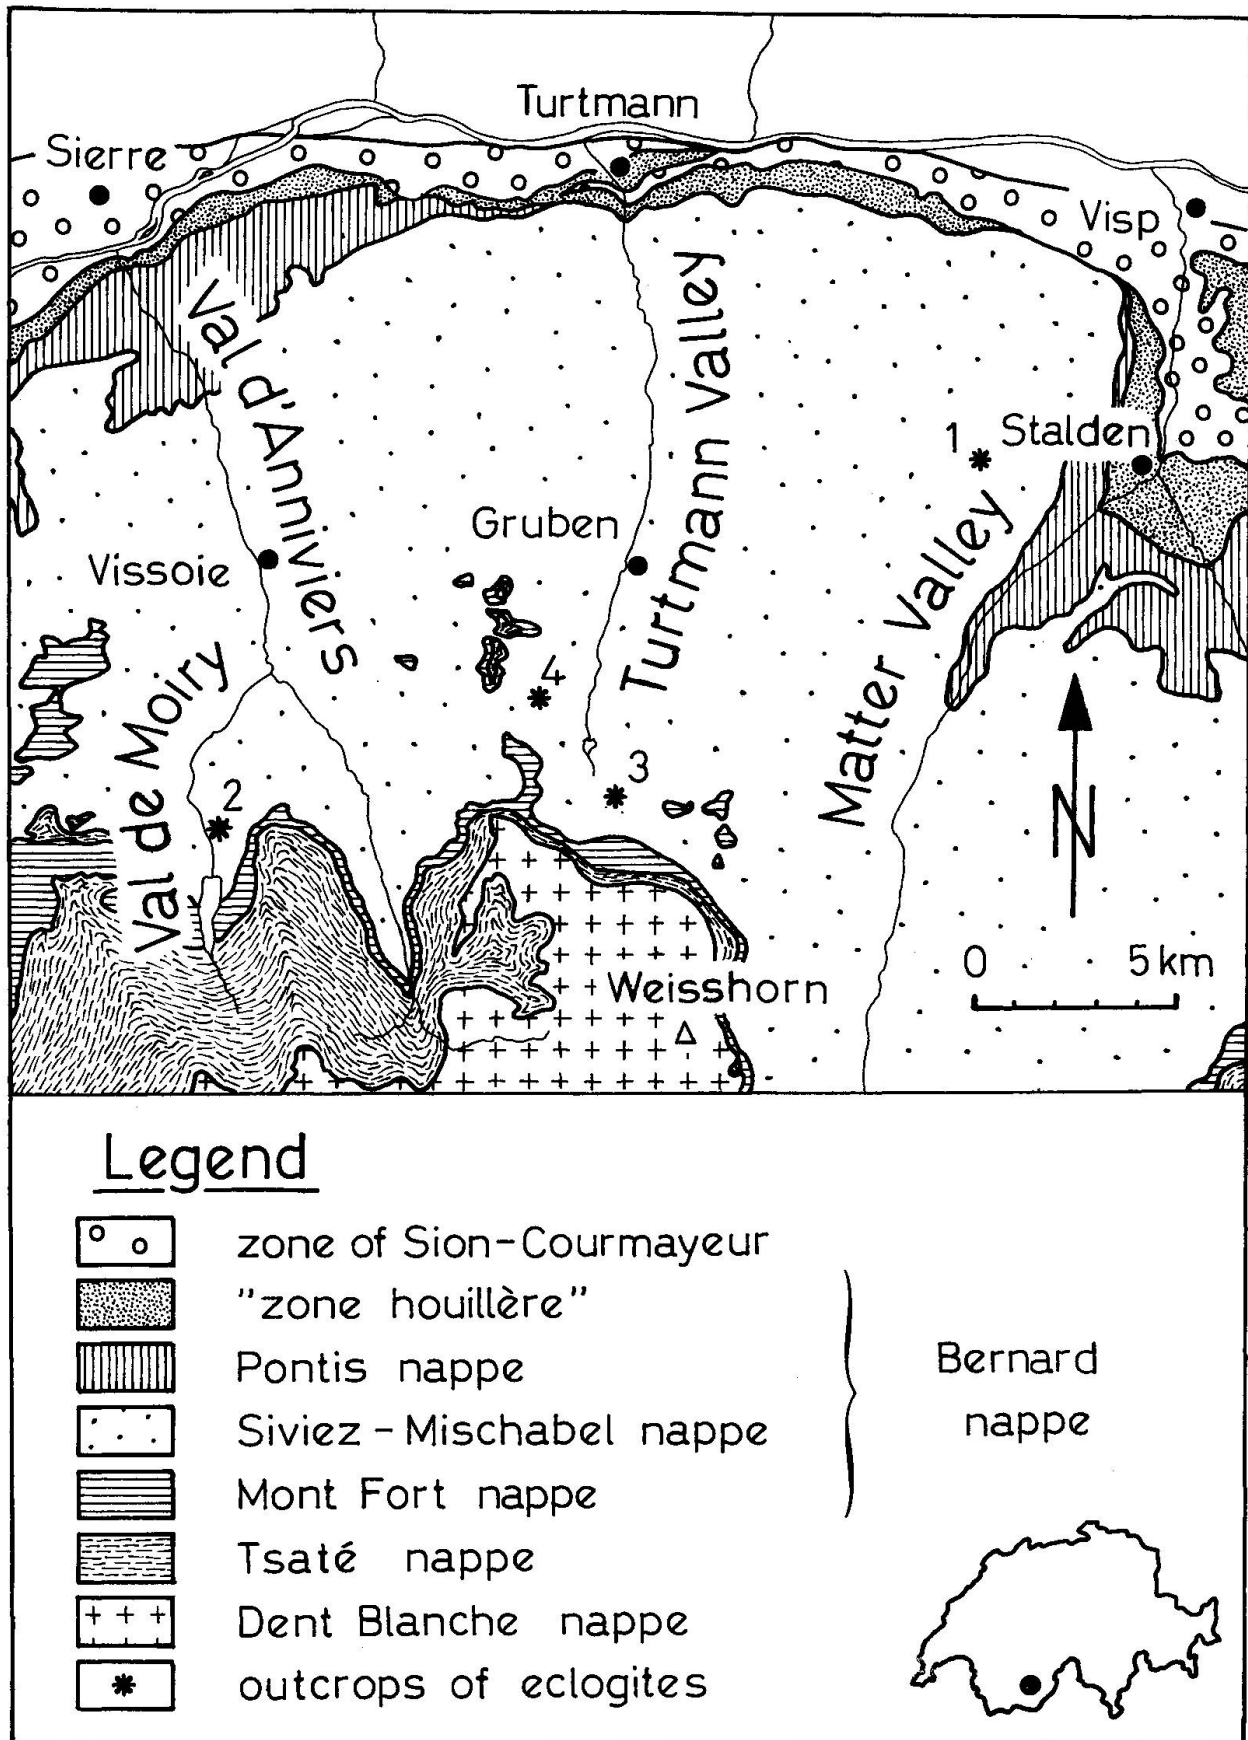 Turtmann
Sierre
Visp
Val d'Anniviers
Turtmann Valley
1 Stalden
Gruben
Vissoie
Matter Valley
4
Val de Moiry
3
2
N
0 5 km
Weisshorn
Legend
zone of Sion-Courmayeur
"zone houillère"
Pontis nappe
Siviez-Mischabel nappe
Mont Fort nappe
Tsaté nappe
Dent Blanche nappe
outcrops of eclogites
Bernard
nappe